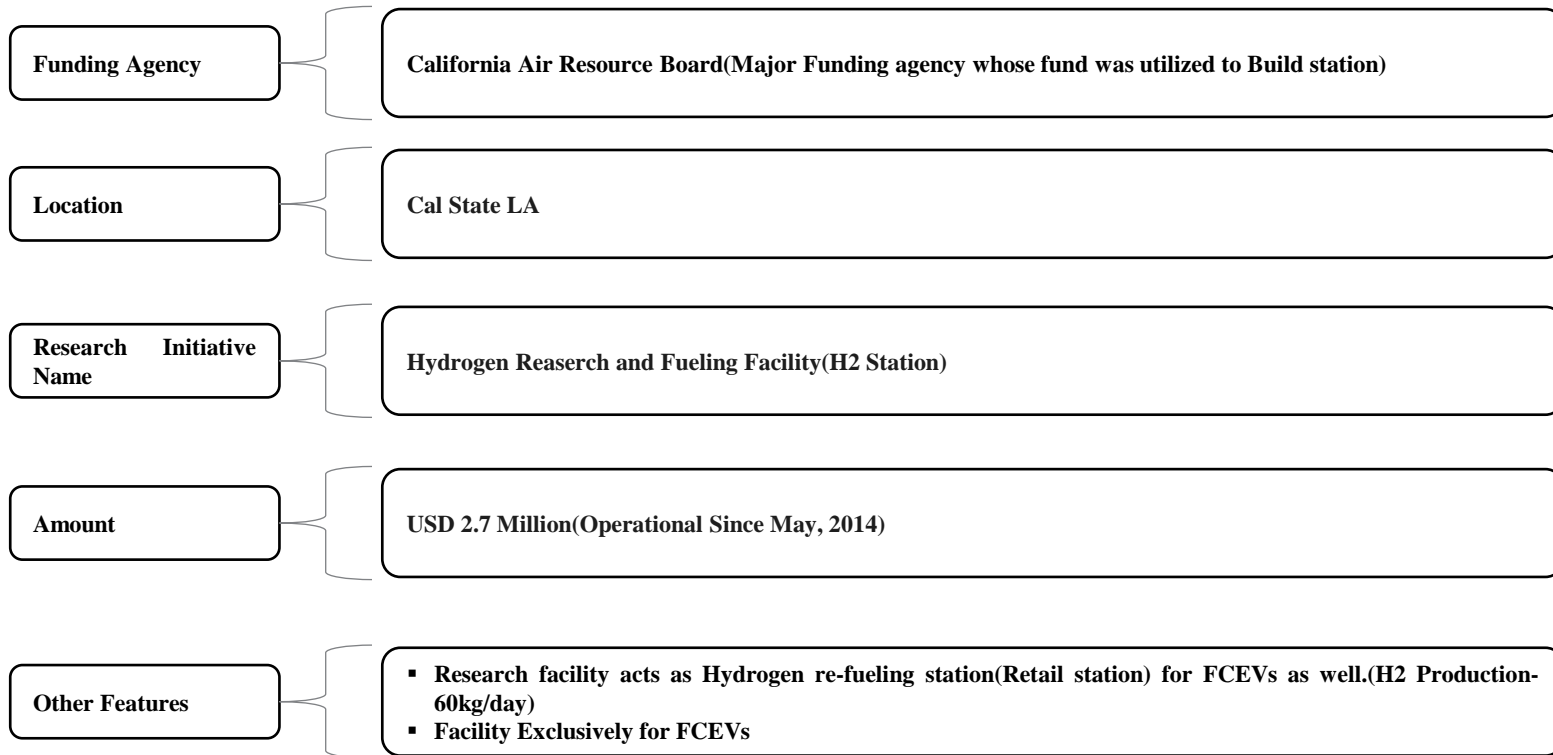 Funding Agency
California Air Resource Board(Major Funding agency whose fund was utilized to Build station)
Location
Cal State LA
Research Initiative
Name
Hydrogen Reaserch and Fueling Facility(H2 Station)
Amount
USD 2.7 Million(Operational Since May, 2014)
Other Features
▪ Research facility acts as Hydrogen re-fueling station(Retail station) for FCEVs as well.(H2 Production-
60kg/day)
▪ Facility Exclusively for FCEVs